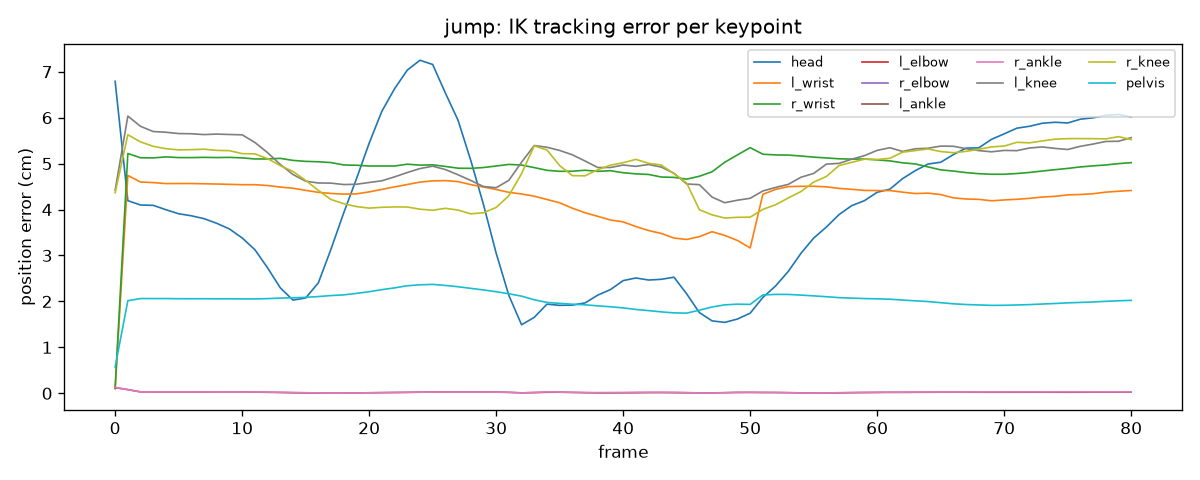 jump: IK tracking error per keypoint
head
l_wrist
r_wrist
l_elbow
r_elbow
l_ankle
r_ankle
l_knee
r_knee
pelvis
position error (cm)
7
6
5
4
3
2
1
0
0 10 20 30 40 50 60 70 80
frame